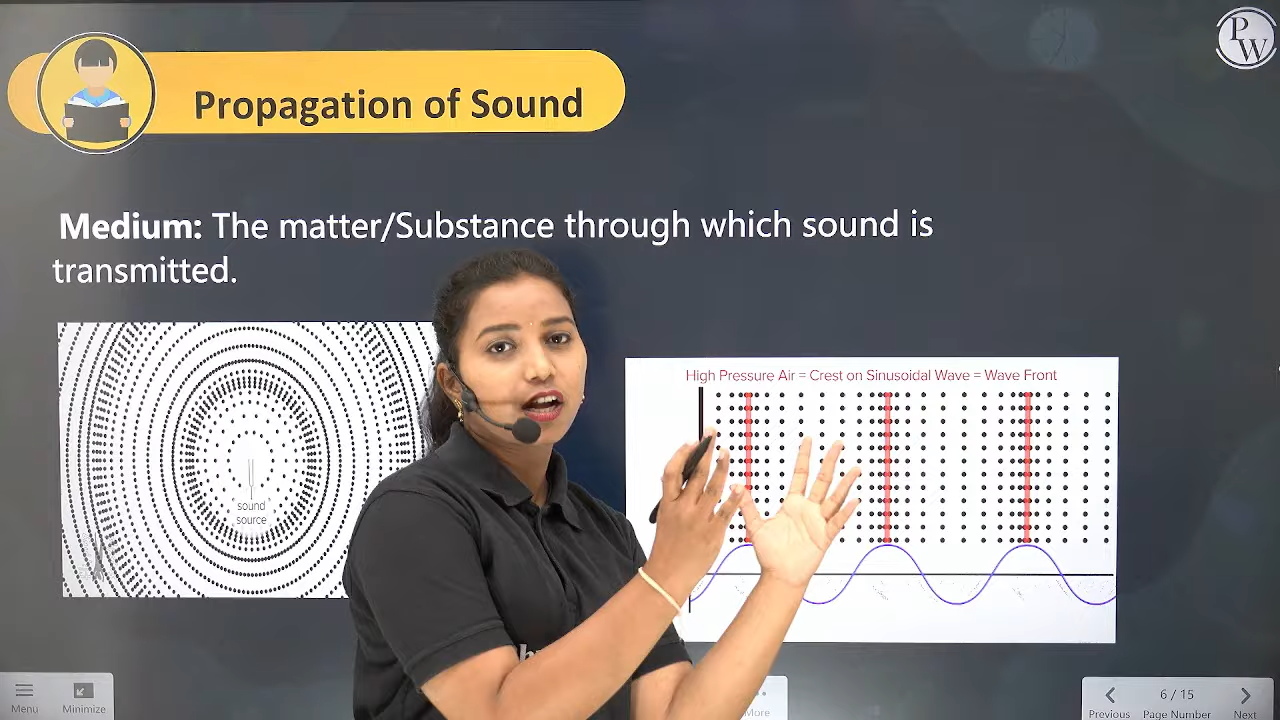 PW
Propagation of Sound
Medium: The matter/Substance through which sound is
transmitted.
High Pressure Air = Crest on Sinusoidal Wave = Wave Front
sound
source
Menu
Minimize
More
6 / 15
Previous
Page Number
Next